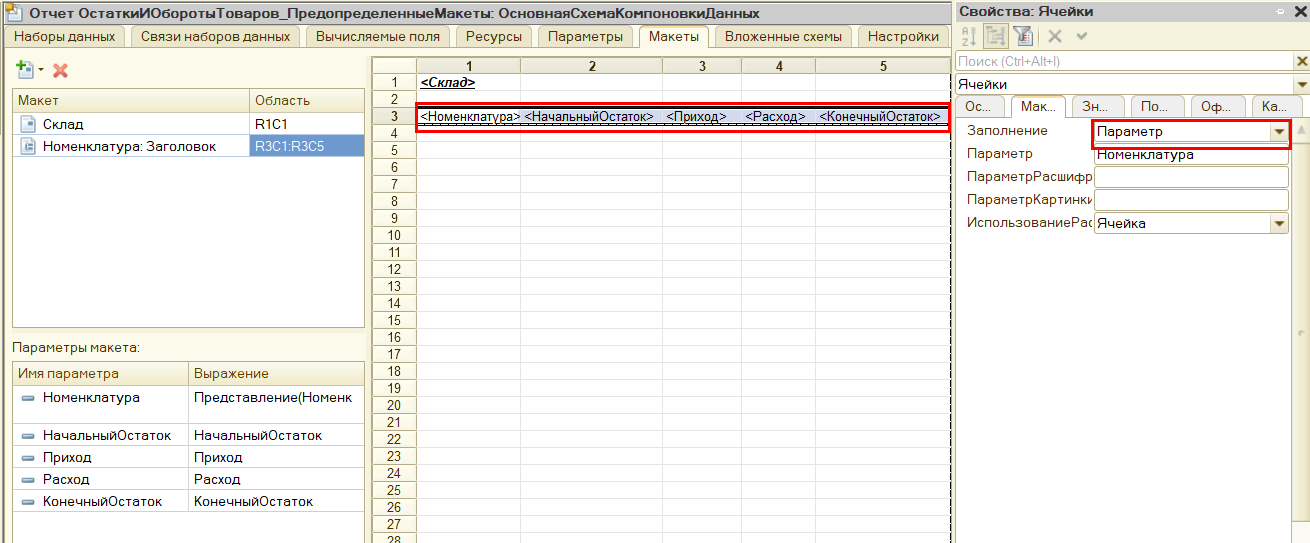 Отчет ОстаткиИОборотыТоваров_ПредопределенныеМакеты: ОсновнаяСхемаКомпоновкиДанных
Наборы данных Связи наборов данных Вычисляемые поля Ресурсы Параметры Макеты Вложенные схемы Настройки
Макет Область
Склад R1C1
Номенклатура: Заголовок R3C1:R3C5
Параметры макета:
Имя параметра Выражение
Номенклатура Представление(Номенк
НачальныйОстаток НачальныйОстаток
Приход Приход
Расход Расход
КонечныйОстаток КонечныйОстаток
1 2 3 4 5
1 <Склад>
2
3 <Номенклатура> <НачальныйОстаток> <Приход> <Расход> <КонечныйОстаток>
4
5
6
7
8
9
10
11
12
13
14
15
16
17
18
19
20
21
22
23
24
25
26
27
28
Свойства: Ячейки
Поиск (Ctrl+Alt+I)
Ячейки
Ос... Мак... Зн... По... Оф... Ка...
Заполнение Параметр
Параметр Номенклатура
ПараметрРасшифр
ПараметрКартинки
ИспользованиеРас Ячейка